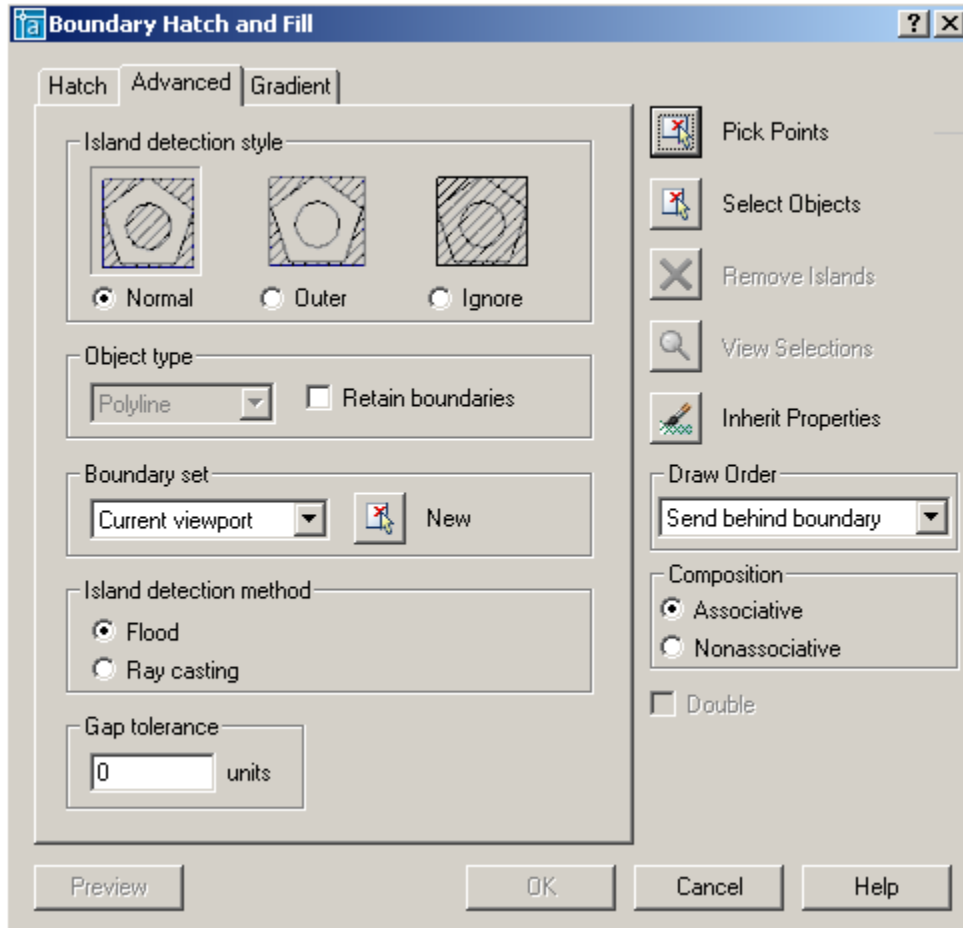 Boundary Hatch and Fill
Hatch
Advanced
Gradient
Island detection style
Normal
Outer
Ignore
Object type
Polyline
Retain boundaries
Boundary set
Current viewport
New
Island detection method
Flood
Ray casting
Gap tolerance
0
units
Pick Points
Select Objects
Remove Islands
View Selections
Inherit Properties
Draw Order
Send behind boundary
Composition
Associative
Nonassociative
Double
Preview
OK
Cancel
Help